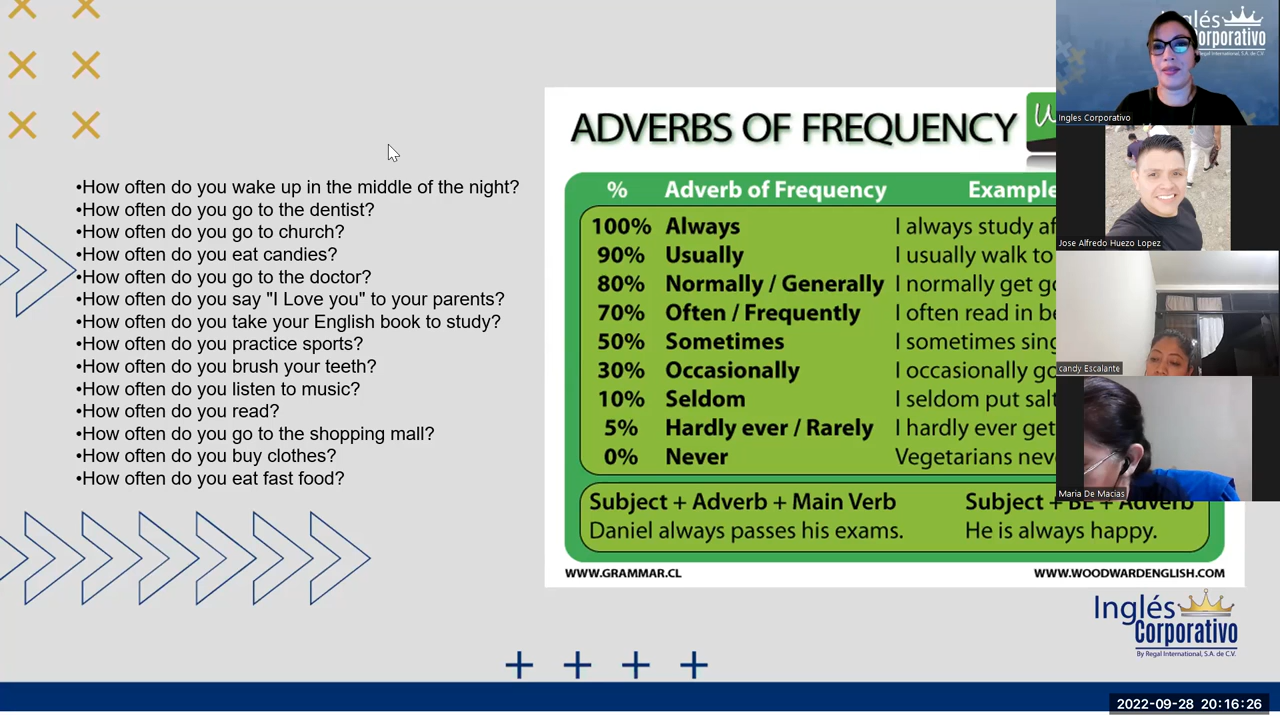 •How often do you wake up in the middle of the night?
•How often do you go to the dentist?
•How often do you go to church?
•How often do you eat candies?
•How often do you go to the doctor?
•How often do you say "I Love you" to your parents?
•How often do you take your English book to study?
•How often do you practice sports?
•How often do you brush your teeth?
•How often do you listen to music?
•How often do you read?
•How often do you go to the shopping mall?
•How often do you buy clothes?
•How often do you eat fast food?
ADVERBS OF FREQUENCY
% Adverb of Frequency Example
100% Always I always study
90% Usually I usually walk to
80% Normally / Generally I normally get
70% Often / Frequently I often read in
50% Sometimes I sometimes
30% Occasionally I occasionally
10% Seldom I seldom put
5% Hardly ever / Rarely I hardly ever get
0% Never Vegetarians
Subject + Adverb + Main Verb Subject + BE + Adverb
Daniel always passes his exams. He is always happy.
WWW.GRAMMAR.CL WWW.WOODWARDENGLISH.COM
Inglés
Corporativo
By Regal International, S.A. de C.V.
Inglés
Corporativo
By Regal International, S.A. de C.V.
Ingles Corporativo
Jose Alfredo Huezo Lopez
candy Escalante
Maria De Macias
2022-09-28 20:16:26